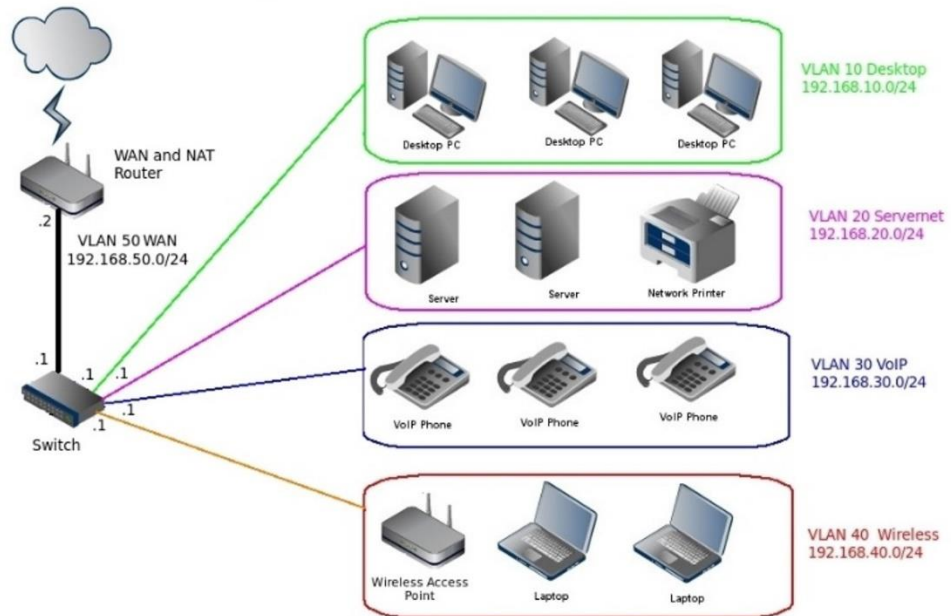 WAN and NAT
Router
.2
VLAN 50 WAN
192.168.50.0/24
.1
.1
.1
.1
.1
Switch
Desktop PC
Desktop PC
Desktop PC
VLAN 10 Desktop
192.168.10.0/24
Server
Server
Network Printer
VLAN 20 Servernet
192.168.20.0/24
VoIP Phone
VoIP Phone
VoIP Phone
VLAN 30 VoIP
192.168.30.0/24
Wireless Access
Point
Laptop
Laptop
VLAN 40 Wireless
192.168.40.0/24